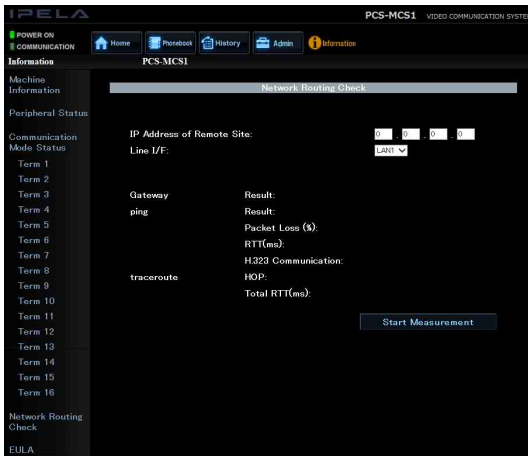 IPELA
PCS-MCS1 VIDEO COMMUNICATION SYSTEM
POWER ON
COMMUNICATION
Home Phonebook History Admin Information
Information PCS-MCS1
Machine
Information
Peripheral Status
Communication
Mode Status
Term 1
Term 2
Term 3
Term 4
Term 5
Term 6
Term 7
Term 8
Term 9
Term 10
Term 11
Term 12
Term 13
Term 14
Term 15
Term 16
Network Routing
Check
EULA
Network Routing Check
IP Address of Remote Site: 0 . 0 . 0 . 0
Line I/F: LAN1
Gateway Result:
ping Result:
Packet Loss (%):
RTT(ms):
H.323 Communication:
traceroute HOP:
Total RTT(ms):
Start Measurement